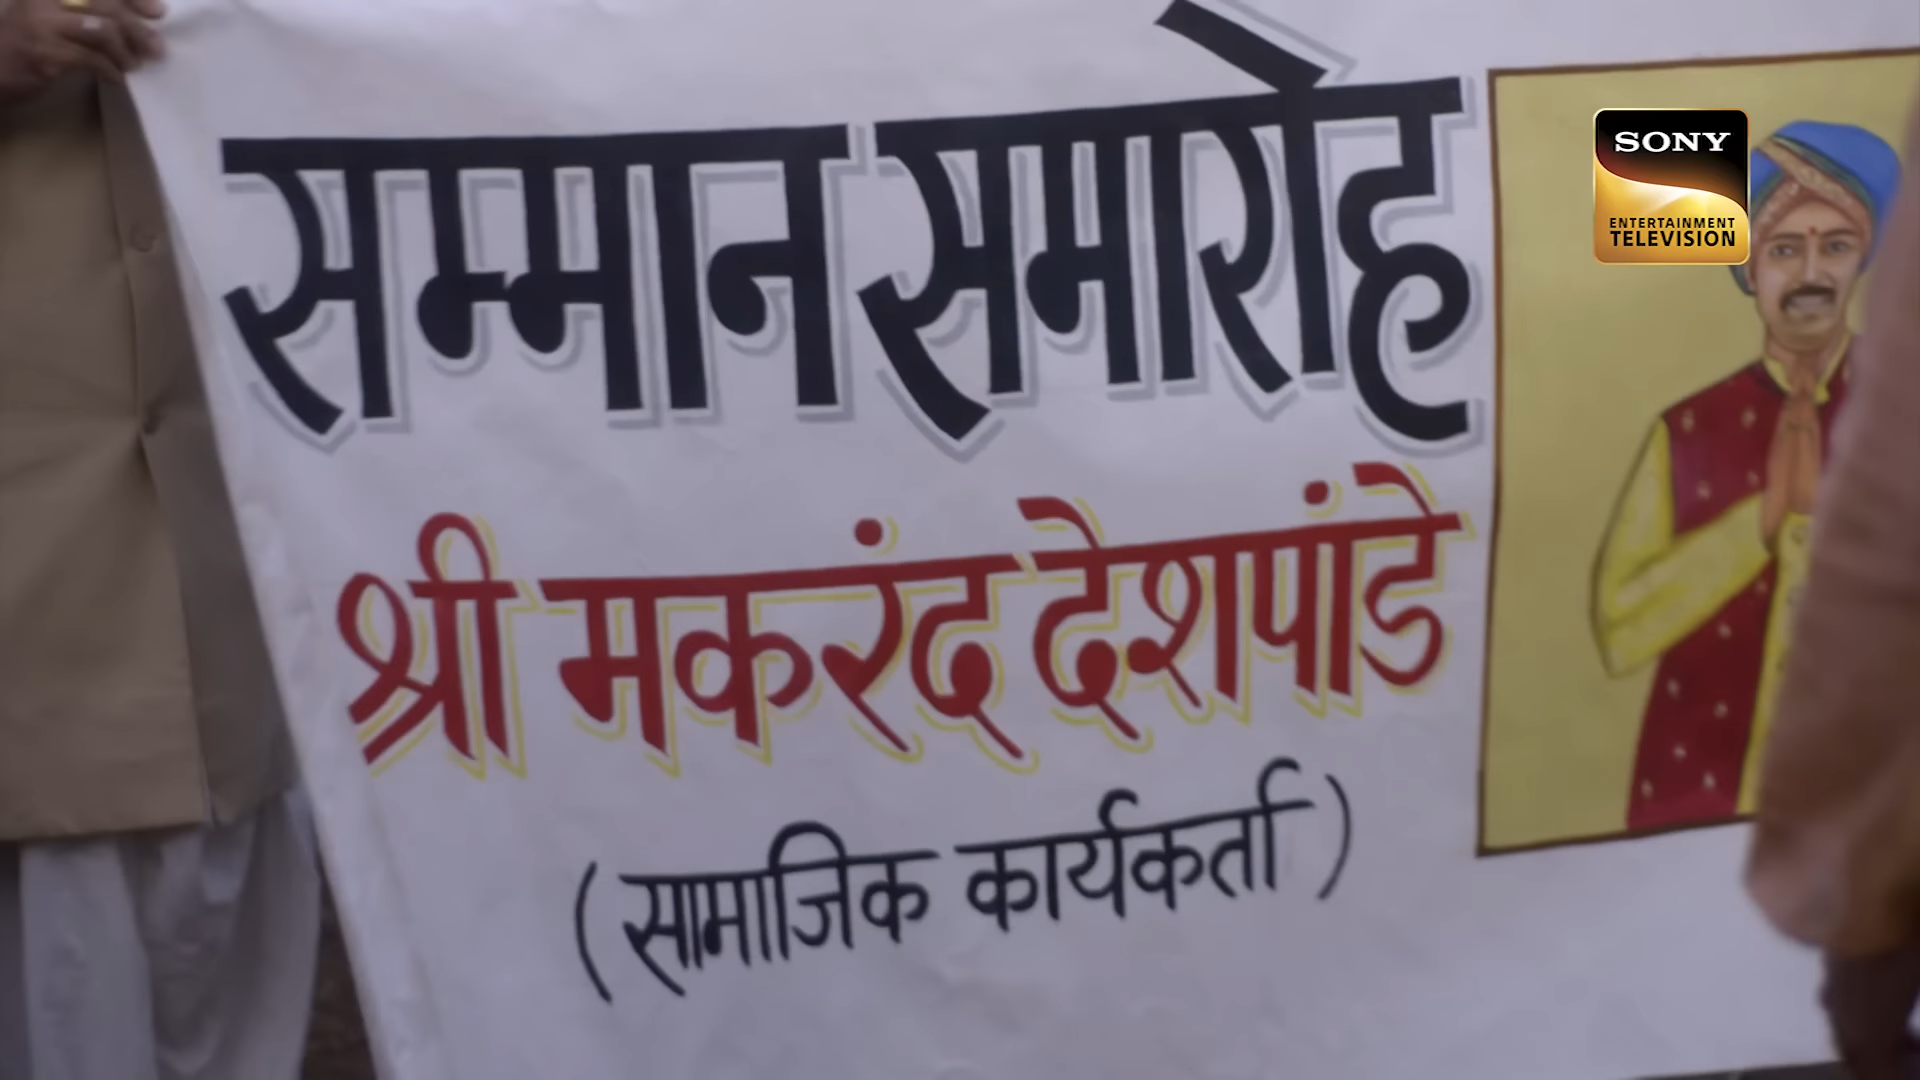 सम्मान समारोह
श्री मकरंद देशपांडे
(सामाजिक कार्यकर्ता)
SONY
ENTERTAINMENT
TELEVISION